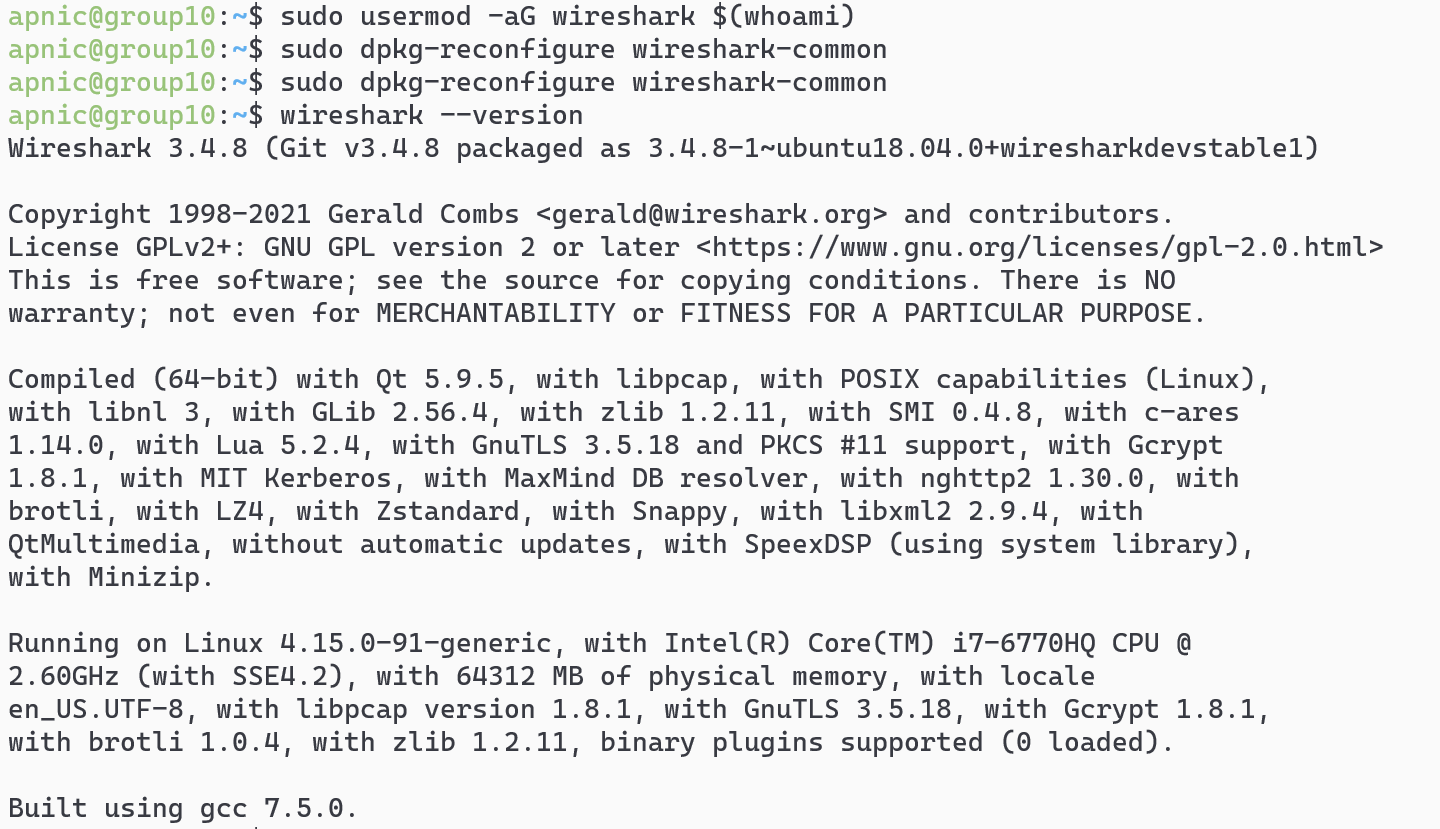 apnic@group10:~$ sudo usermod -aG wireshark $(whoami)
apnic@group10:~$ sudo dpkg-reconfigure wireshark-common
apnic@group10:~$ sudo dpkg-reconfigure wireshark-common
apnic@group10:~$ wireshark --version
Wireshark 3.4.8 (Git v3.4.8 packaged as 3.4.8-1~ubuntu18.04.0+wiresharkdevstable1)
Copyright 1998-2021 Gerald Combs <gerald@wireshark.org> and contributors.
License GPLv2+: GNU GPL version 2 or later <https://www.gnu.org/licenses/gpl-2.0.html>
This is free software; see the source for copying conditions. There is NO
warranty; not even for MERCHANTABILITY or FITNESS FOR A PARTICULAR PURPOSE.
Compiled (64-bit) with Qt 5.9.5, with libpcap, with POSIX capabilities (Linux),
with libnl 3, with GLib 2.56.4, with zlib 1.2.11, with SMI 0.4.8, with c-ares
1.14.0, with Lua 5.2.4, with GnuTLS 3.5.18 and PKCS #11 support, with Gcrypt
1.8.1, with MIT Kerberos, with MaxMind DB resolver, with nghttp2 1.30.0, with
brotli, with LZ4, with Zstandard, with Snappy, with libxml2 2.9.4, with
QtMultimedia, without automatic updates, with SpeexDSP (using system library),
with Minizip.
Running on Linux 4.15.0-91-generic, with Intel(R) Core(TM) i7-6770HQ CPU @
2.60GHz (with SSE4.2), with 64312 MB of physical memory, with locale
en_US.UTF-8, with libpcap version 1.8.1, with GnuTLS 3.5.18, with Gcrypt 1.8.1,
with brotli 1.0.4, with zlib 1.2.11, binary plugins supported (0 loaded).
Built using gcc 7.5.0.